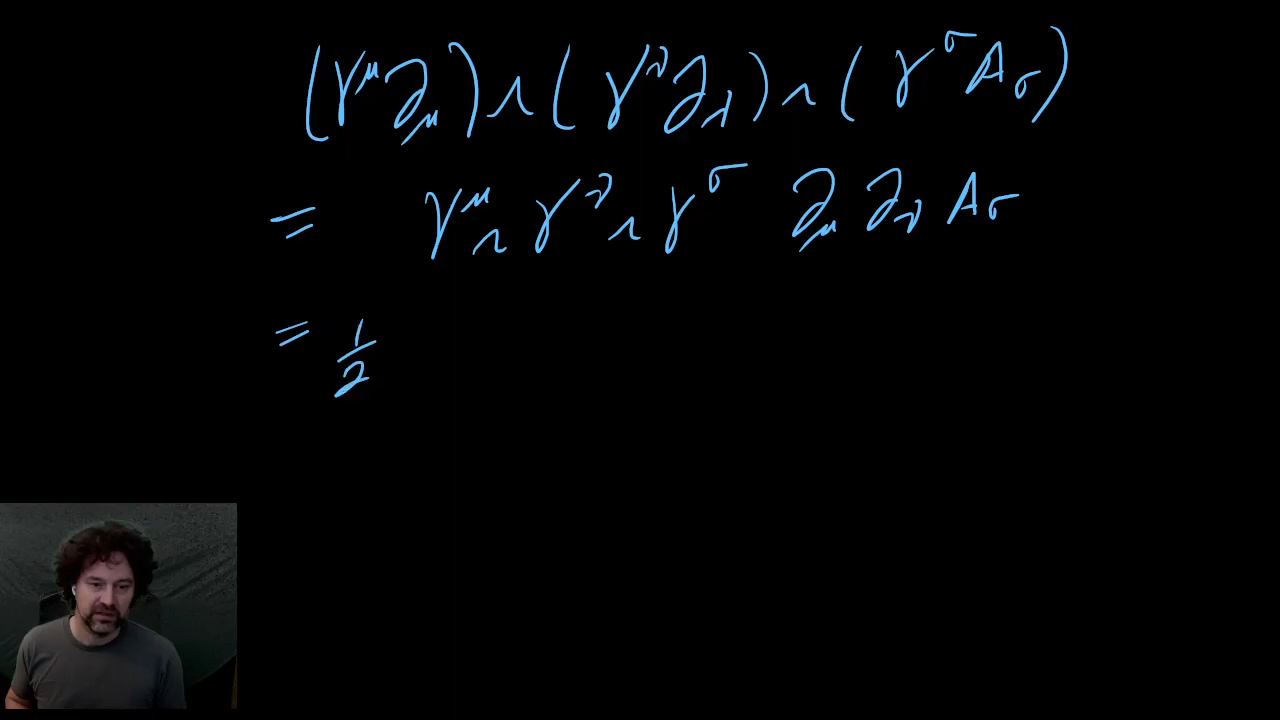 (γ^μ ∂_μ) ∧ (γ^ν ∂_ν) ∧ (γ^σ A_σ)
= γ^μ ∧ γ^ν ∧ γ^σ ∂_μ ∂_ν A_σ
= 1/2